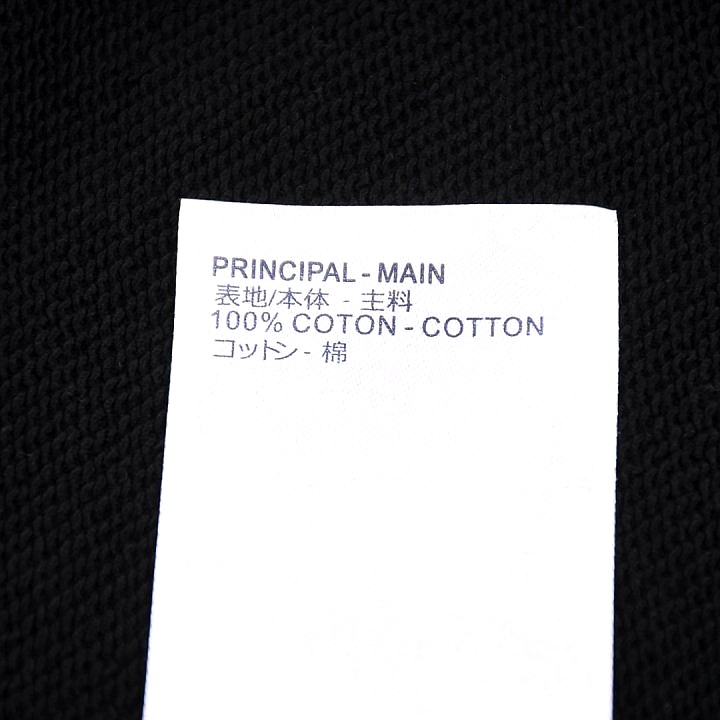 PRINCIPAL - MAIN
表地/本体 - 主料
100% COTON - COTTON
コットン - 棉